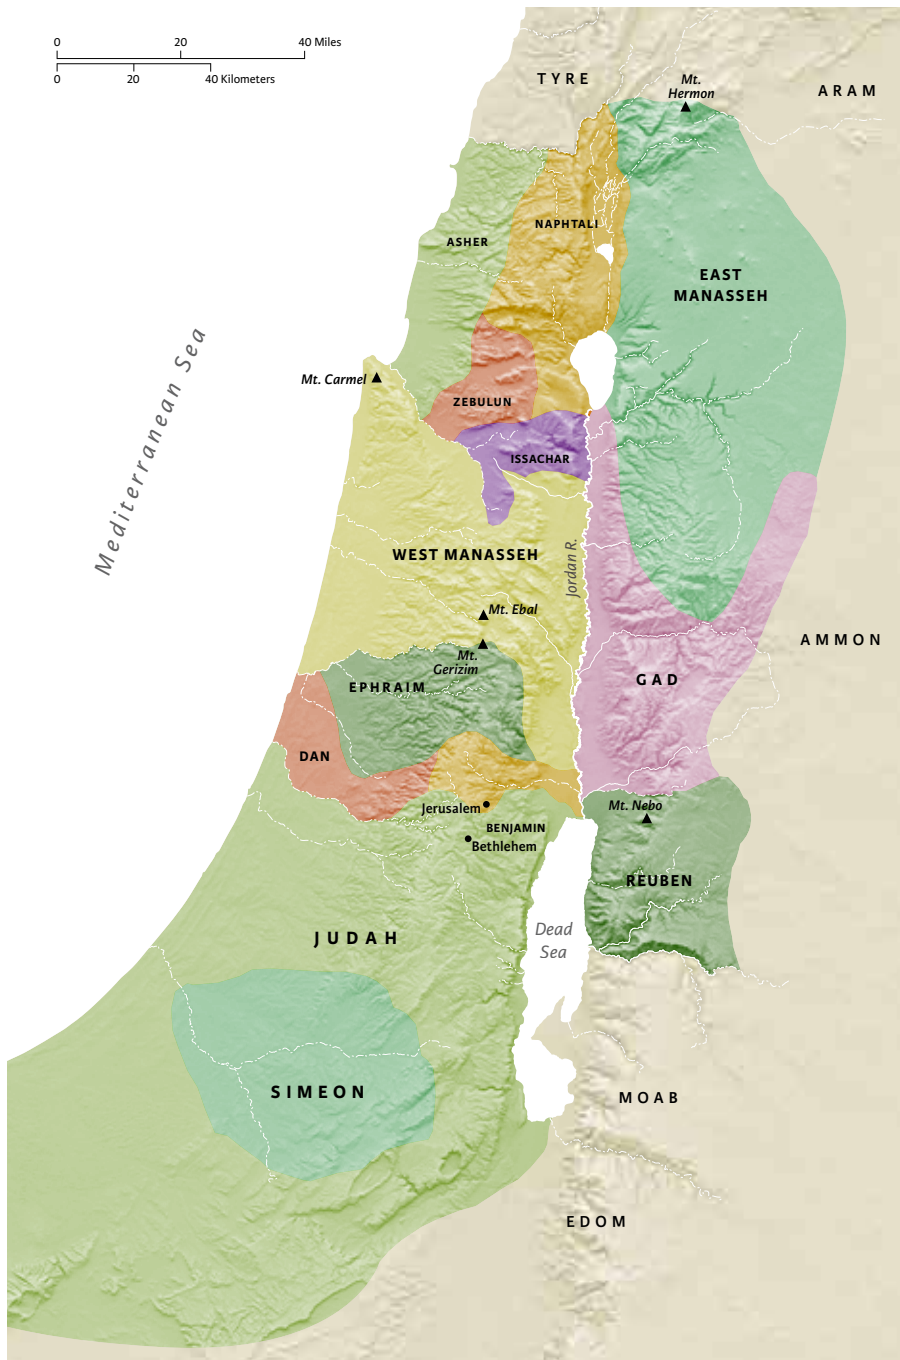 0 20 40 Miles
0 20 40 Kilometers
TYRE
Mt.
Hermon
ARAM
NAPHTALI
ASHER
EAST
MANASSEH
Mediterranean Sea
Mt. Carmel
ZEBULUN
ISSACHAR
WEST MANASSEH
Jordan R.
Mt. Ebal
AMMON
Mt.
Gerizim
GAD
EPHRAIM
DAN
Mt. Nebo
Jerusalem
BENJAMIN
Bethlehem
REUBEN
JUDAH
Dead
Sea
SIMEON
MOAB
EDOM